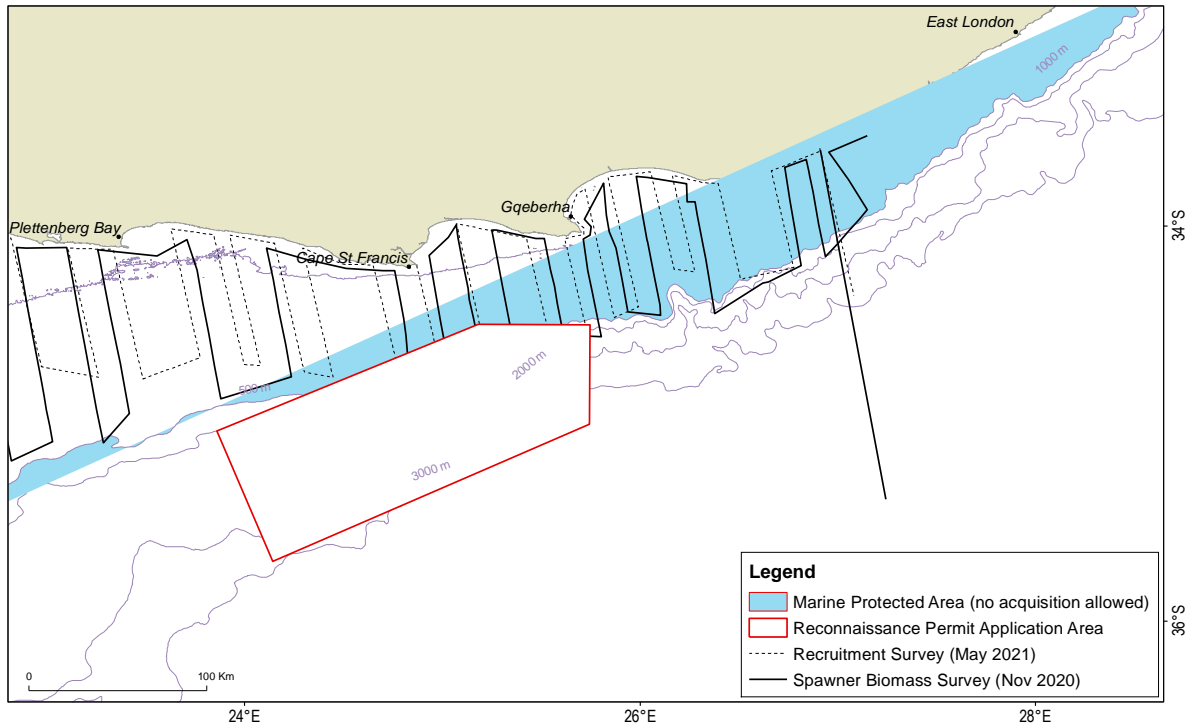 East London
1000 m
Gqeberha
Plettenberg Bay
Cape St Francis
34°S
2000 m
500 m
3000 m
Legend
Marine Protected Area (no acquisition allowed)
Reconnaissance Permit Application Area
Recruitment Survey (May 2021)
Spawner Biomass Survey (Nov 2020)
36°S
0 100 Km
24°E 26°E 28°E